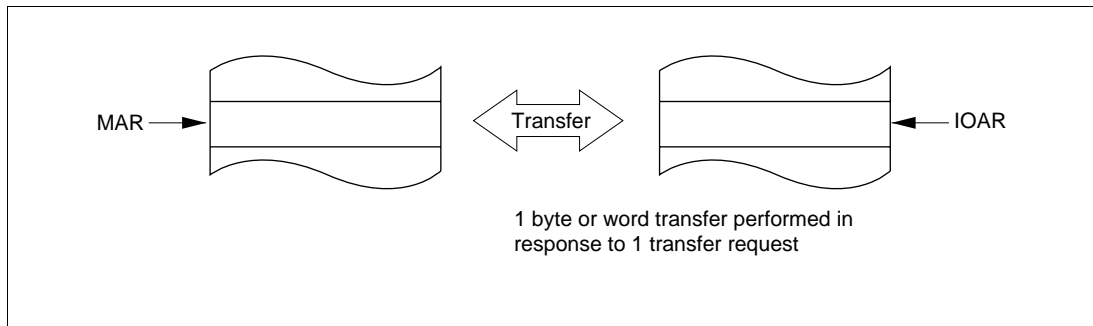 MAR
Transfer
IOAR
1 byte or word transfer performed in
response to 1 transfer request